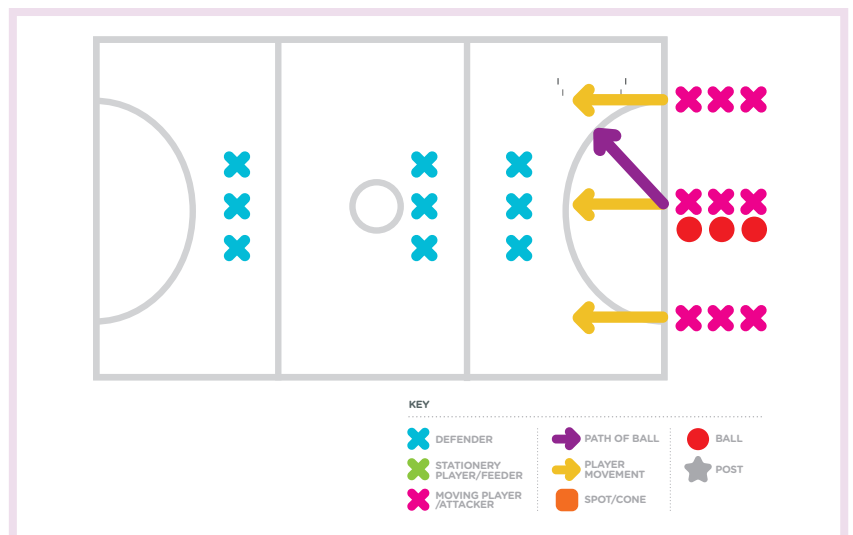 KEY
DEFENDER
STATIONERY
PLAYER/FEEDER
MOVING PLAYER
/ATTACKER
PATH OF BALL
PLAYER
MOVEMENT
SPOT/CONE
BALL
POST